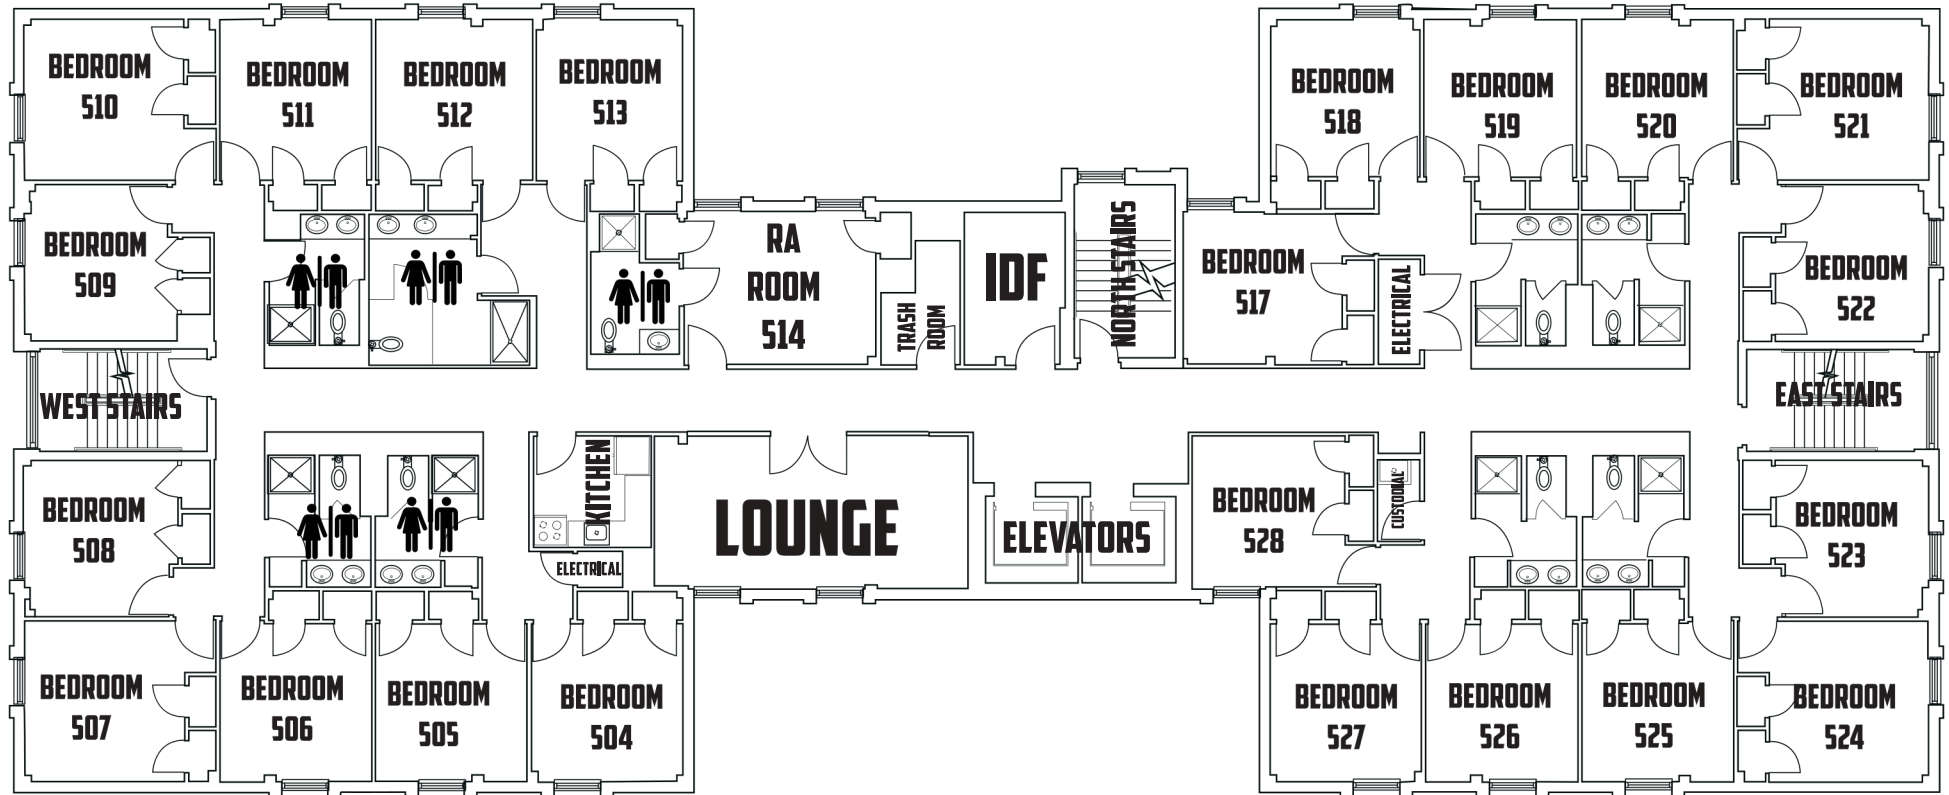 BEDROOM
510
BEDROOM
511
BEDROOM
512
BEDROOM
513
BEDROOM
518
BEDROOM
519
BEDROOM
520
BEDROOM
521
BEDROOM
509
RA
ROOM
514
TRASH
ROOM
IDF
NORTH STAIRS
BEDROOM
517
ELECTRICAL
BEDROOM
522
WEST STAIRS
EAST STAIRS
BEDROOM
508
KITCHEN
ELECTRICAL
LOUNGE
ELEVATORS
BEDROOM
528
CUSTODIAL
BEDROOM
523
BEDROOM
507
BEDROOM
506
BEDROOM
505
BEDROOM
504
BEDROOM
527
BEDROOM
526
BEDROOM
525
BEDROOM
524